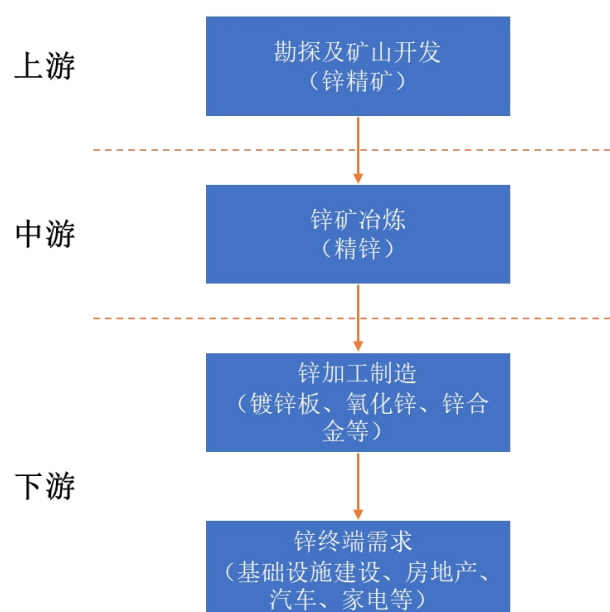 上游
勘探及矿山开发
（锌精矿）
中游
锌矿冶炼
（精锌）
锌加工制造
（镀锌板、氧化锌、锌合
金等）
下游
锌终端需求
（基础设施建设、房地产、
汽车、家电等）